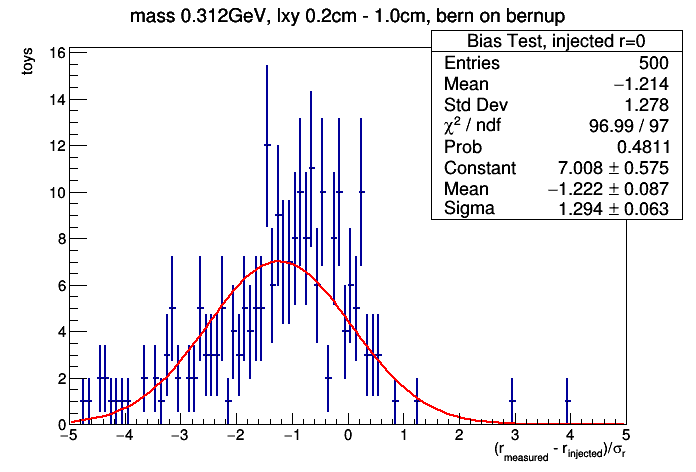 mass 0.312GeV, lxy 0.2cm - 1.0cm, bern on bernup
toys
Bias Test, injected r=0
Entries 500
Mean −1.214
Std Dev 1.278
χ² / ndf 96.99 / 97
Prob 0.4811
Constant 7.008 ± 0.575
Mean −1.222 ± 0.087
Sigma 1.294 ± 0.063
16
14
12
10
8
6
4
2
0
−5 −4 −3 −2 −1 0 1 2 3 4 5
(r_measured - r_injected)/σ_r